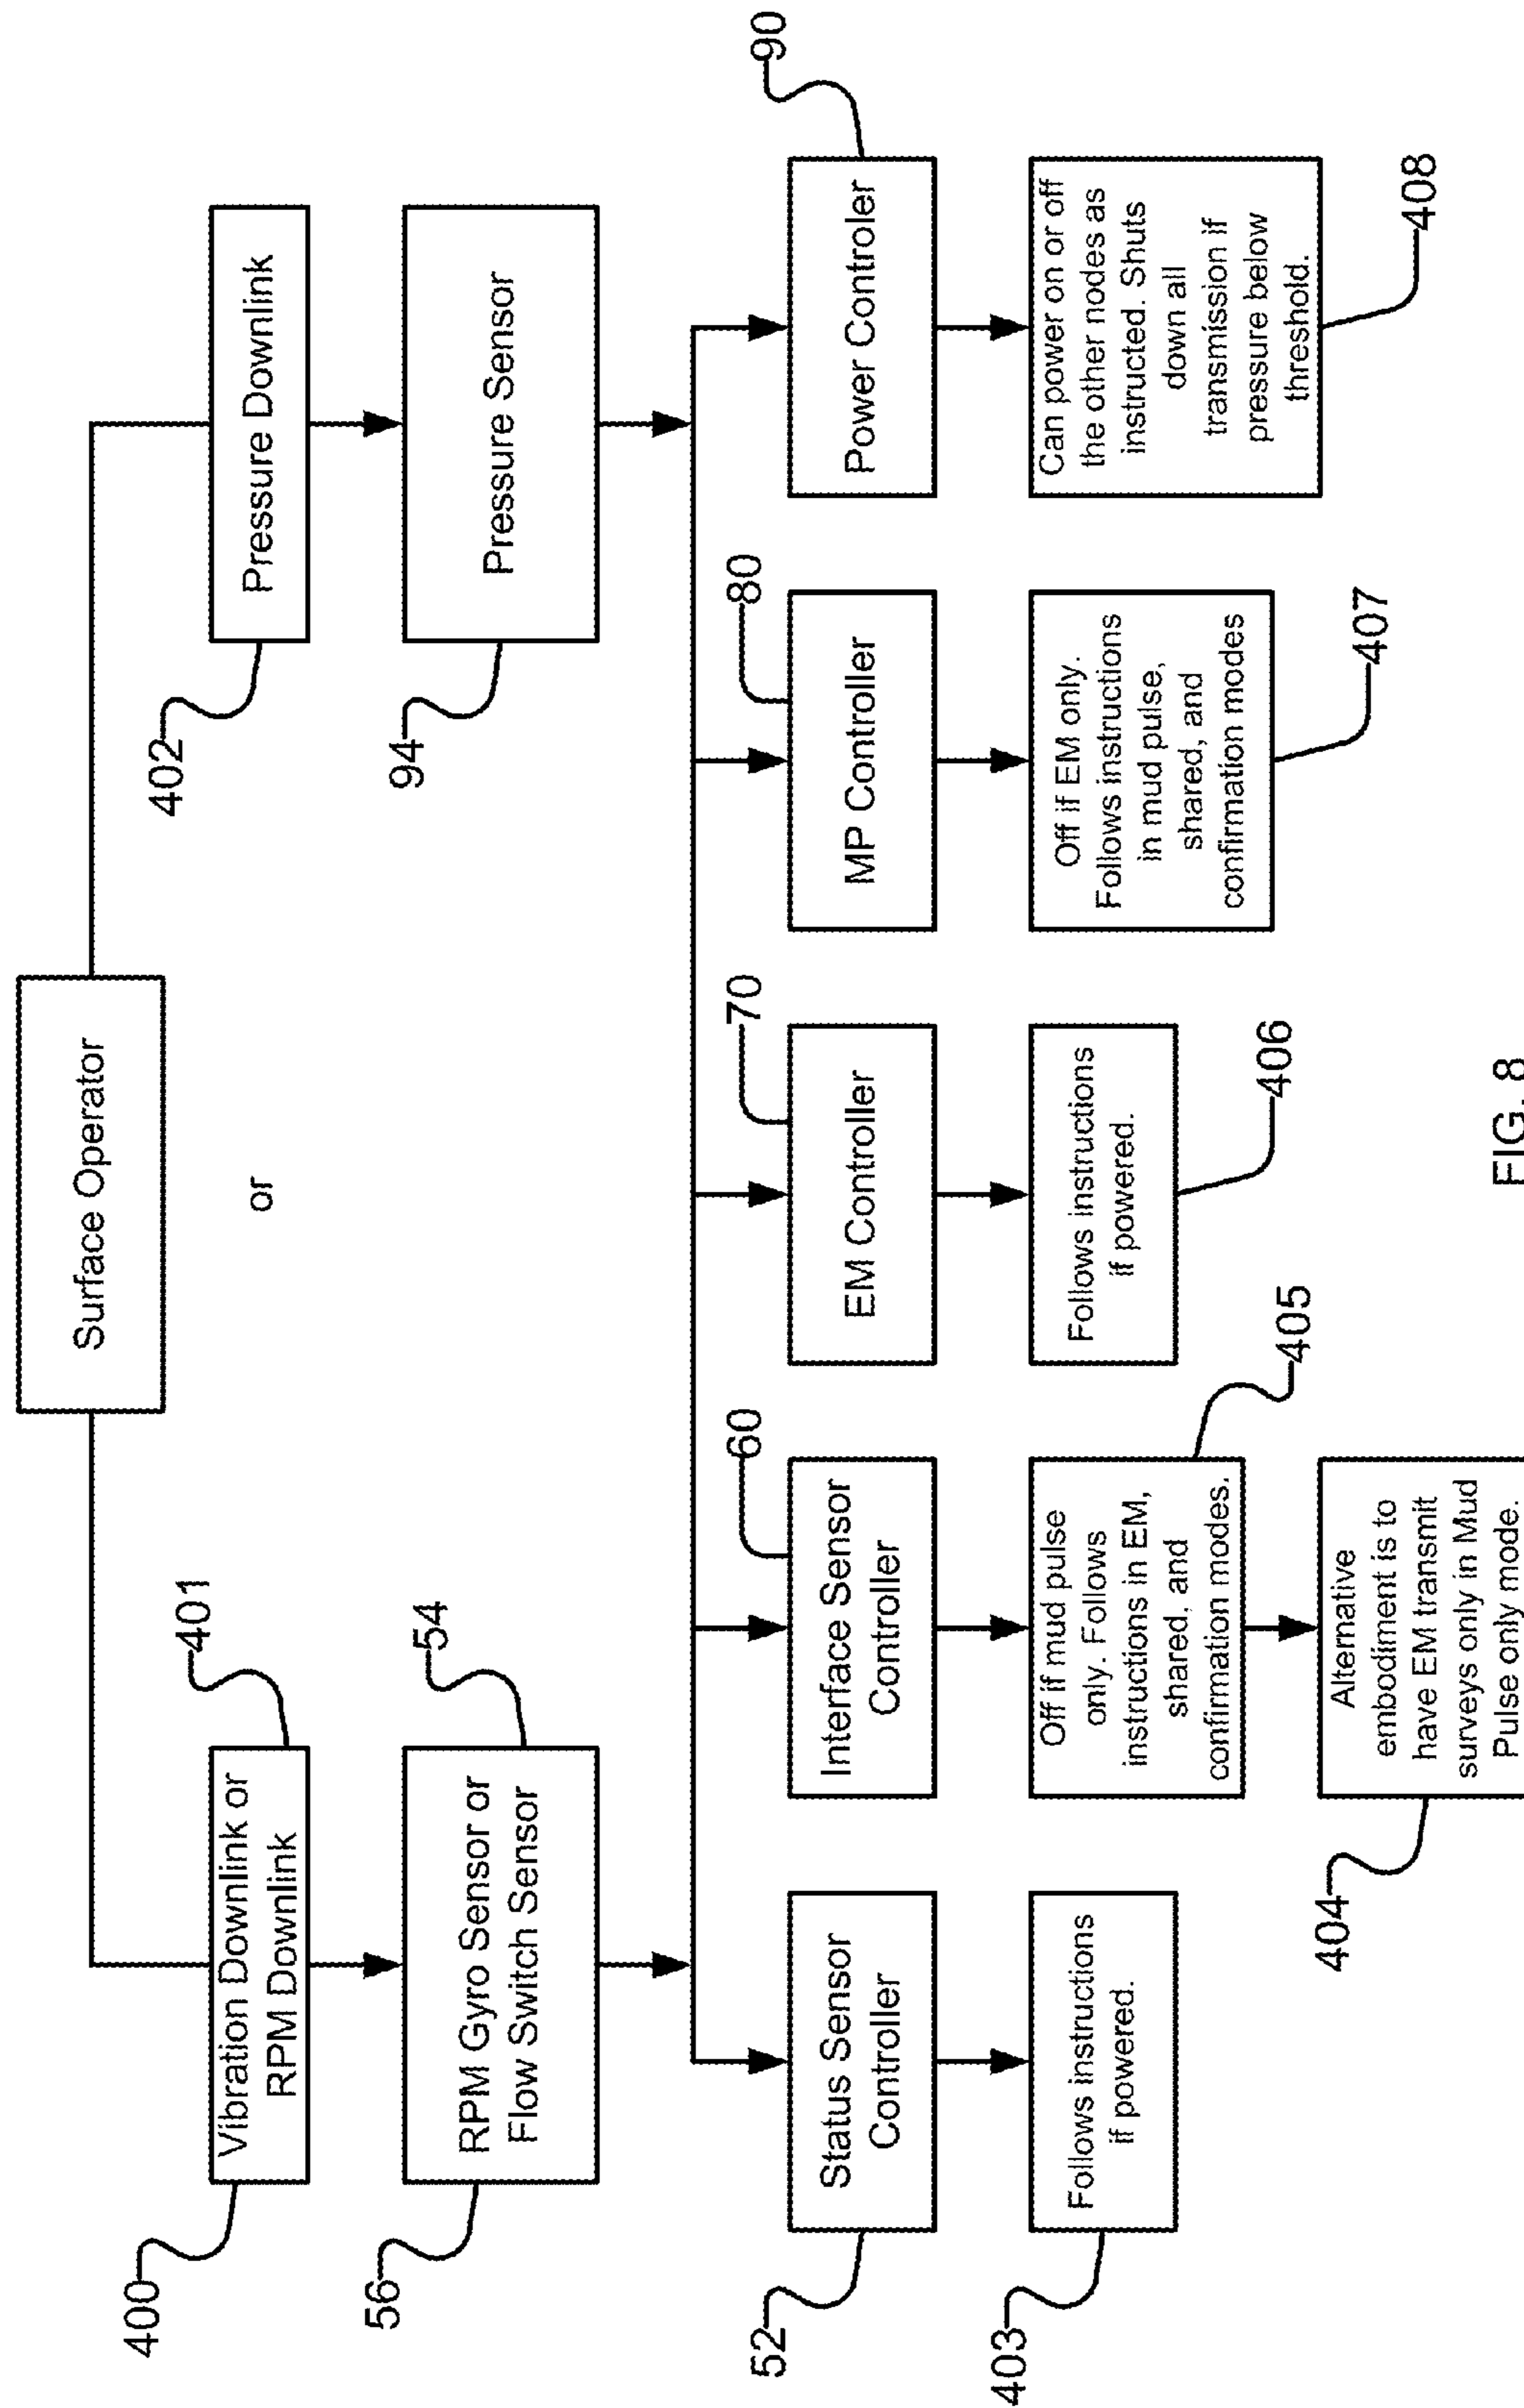 Surface Operator
or
400
Vibration Downlink or
RPM Downlink
401
402
Pressure Downlink
56
RPM Gyro Sensor or
Flow Switch Sensor
54
94
Pressure Sensor
52
Status Sensor
Controller
60
Interface Sensor
Controller
70
EM Controller
80
MP Controller
90
Power Controler
403
Follows instructions
if powered.
Off if mud pulse
only. Follows
instructions in EM,
shared, and
confirmation modes.
405
Follows instructions
if powered.
406
Off if EM only.
Follows instructions
in mud pulse,
shared, and
confirmation modes
407
Can power on or off
the other nodes as
instructed. Shuts
down all
transmission if
pressure below
threshold.
408
404
Alternative
embodiment is to
have EM transmit
surveys only in Mud
Pulse only mode.
FIG. 8